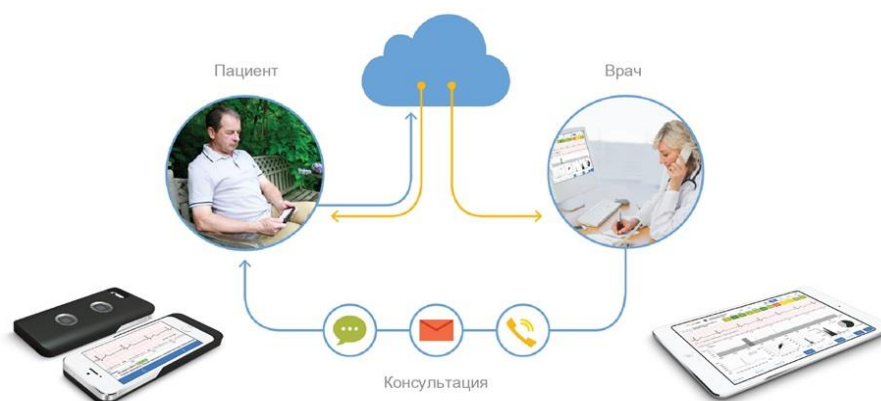 Пациент
Врач
Консультация